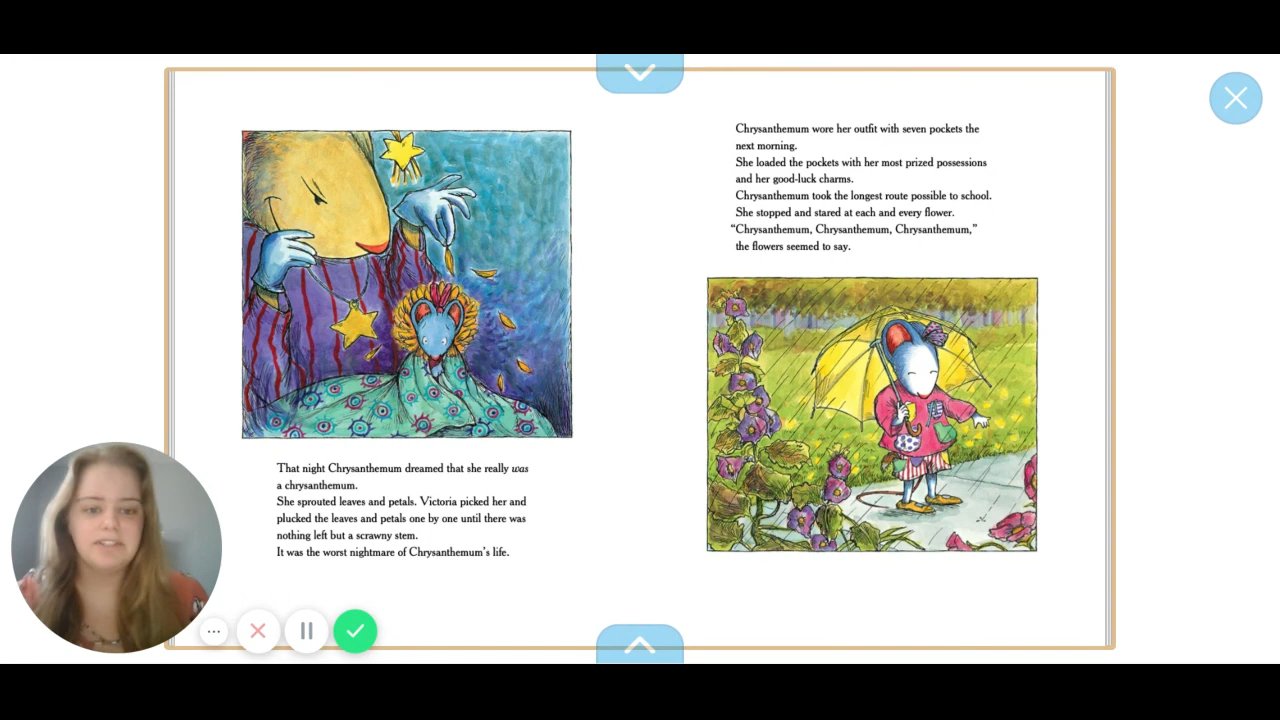 That night Chrysanthemum dreamed that she really was
a chrysanthemum.
She sprouted leaves and petals. Victoria picked her and
plucked the leaves and petals one by one until there was
nothing left but a scrawny stem.
It was the worst nightmare of Chrysanthemum's life.
Chrysanthemum wore her outfit with seven pockets the
next morning.
She loaded the pockets with her most prized possessions
and her good-luck charms.
Chrysanthemum took the longest route possible to school.
She stopped and stared at each and every flower.
“Chrysanthemum, Chrysanthemum, Chrysanthemum,”
the flowers seemed to say.